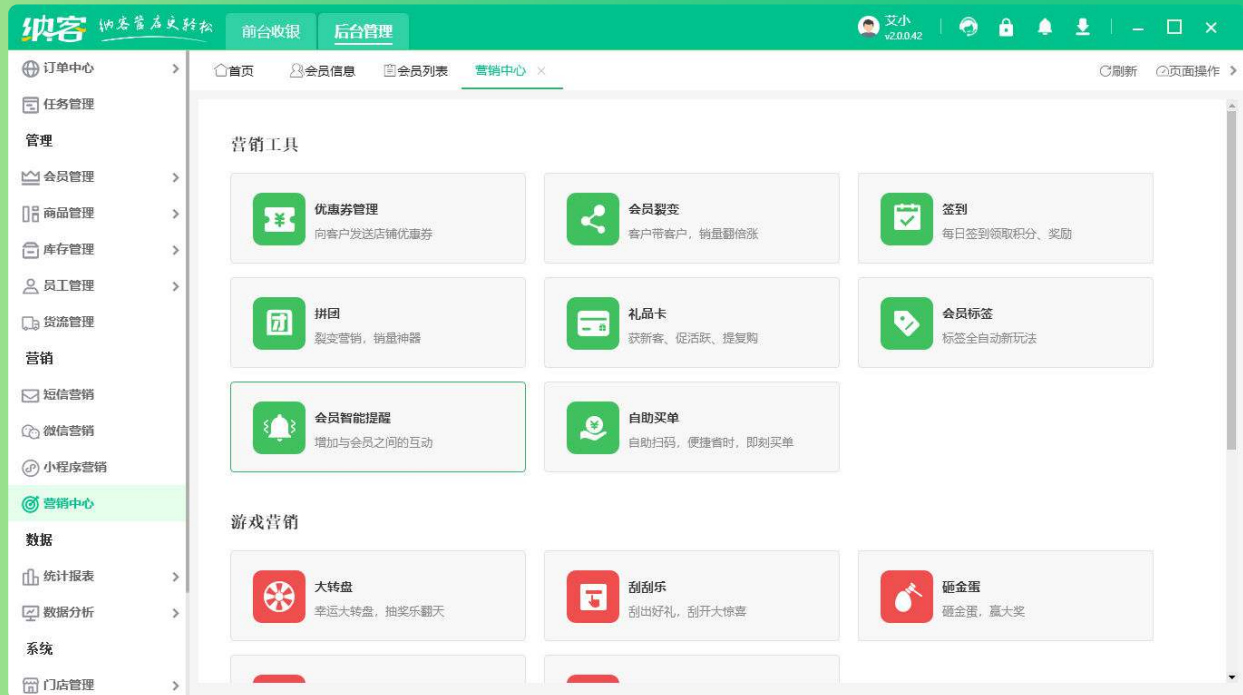 纳客 纳客管店更轻松 前台收银 后台管理 艾小
v2.0.0.42
订单中心
任务管理
管理
会员管理
商品管理
库存管理
员工管理
货流管理
营销
短信营销
微信营销
小程序营销
营销中心
数据
统计报表
数据分析
系统
门店管理
首页 会员信息 会员列表 营销中心 刷新 页面操作
营销工具
优惠券管理
向客户发送店铺优惠券
会员裂变
客户带客户，销量翻倍涨
签到
每日签到领取积分、奖励
拼团
裂变营销，销量神器
礼品卡
获新客、促活跃、提复购
会员标签
标签全自动新玩法
会员智能提醒
增加与会员之间的互动
自助买单
自助扫码，便捷省时，即刻买单
游戏营销
大转盘
幸运大转盘，抽奖乐翻天
刮刮乐
刮出好礼，刮开大惊喜
砸金蛋
砸金蛋，赢大奖